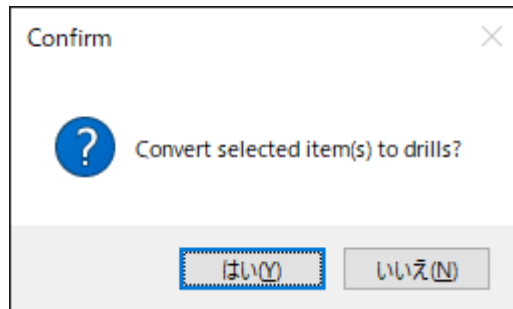 Confirm
Convert selected item(s) to drills?
はい(Y)
いいえ(N)